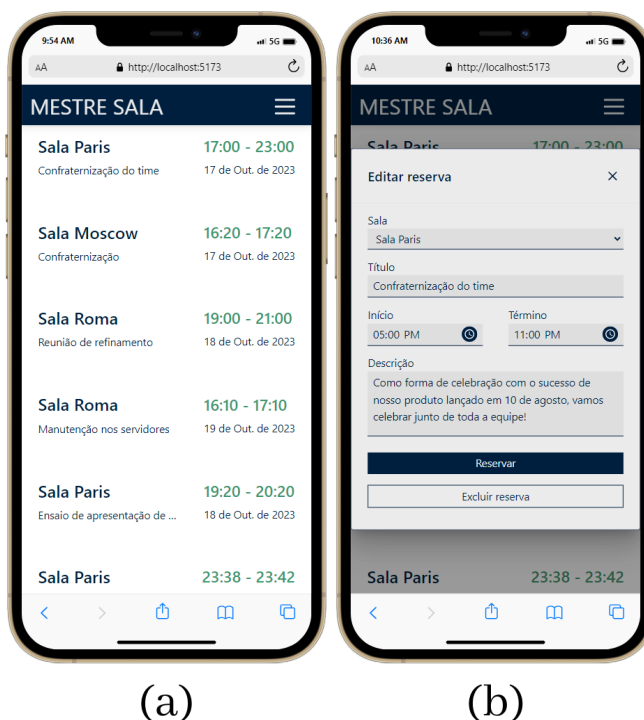 9:54 AM
5G
AA
http://localhost:5173
MESTRE SALA
Sala Paris 17:00 - 23:00
Confraternização do time 17 de Out. de 2023
Sala Moscow 16:20 - 17:20
Confraternização 17 de Out. de 2023
Sala Roma 19:00 - 21:00
Reunião de refinamento 18 de Out. de 2023
Sala Roma 16:10 - 17:10
Manutenção nos servidores 19 de Out. de 2023
Sala Paris 19:20 - 20:20
Ensaio de apresentação de ... 18 de Out. de 2023
Sala Paris 23:38 - 23:42
(a)
10:36 AM
5G
AA
http://localhost:5173
MESTRE SALA
Sala Paris 17:00 - 23:00
Editar reserva
Sala
Sala Paris
Título
Confraternização do time
Início Término
05:00 PM 11:00 PM
Descrição
Como forma de celebração com o sucesso de
nosso produto lançado em 10 de agosto, vamos
celebrar junto de toda a equipe!
Reservar
Excluir reserva
Sala Paris 23:38 - 23:42
(b)